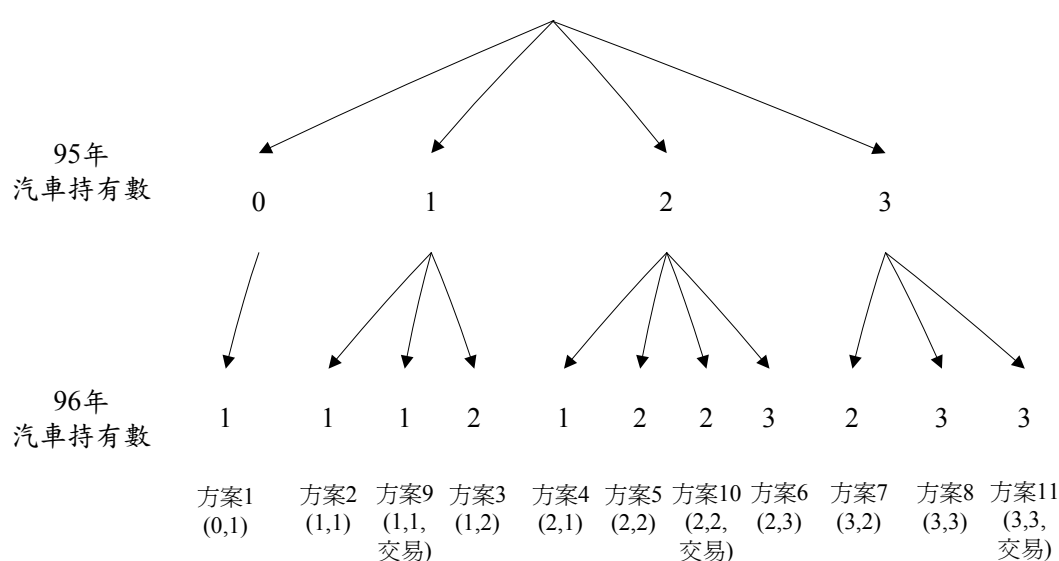 95年
汽車持有數
0 1 2 3
96年
汽車持有數
1 1 1 2 1 2 2 3 2 3 3
方案1 方案2 方案9 方案3 方案4 方案5 方案10 方案6 方案7 方案8 方案11
(0,1) (1,1) (1,1, (1,2) (2,1) (2,2) (2,2, (2,3) (3,2) (3,3) (3,3,
交易) 交易) 交易)